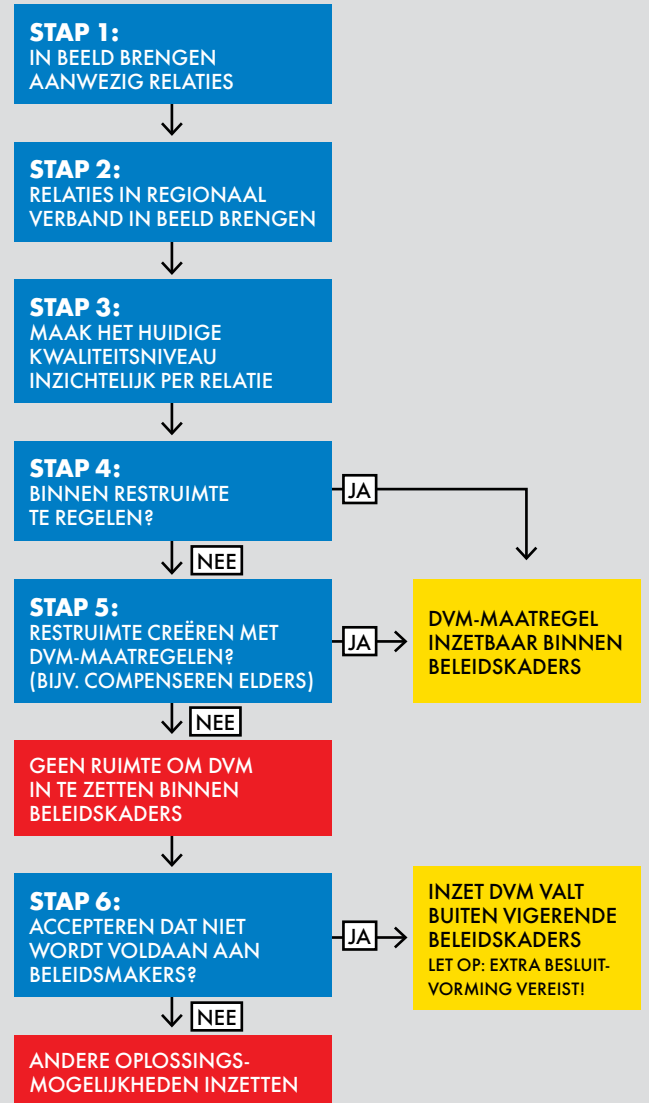 STAP 1:
IN BEELD BRENGEN
AANWEZIG RELATIES
STAP 2:
RELATIES IN REGIONAAL
VERBAND IN BEELD BRENGEN
STAP 3:
MAAK HET HUIDIGE
KWALITEITSNIVEAU
INZICHTELIJK PER RELATIE
STAP 4:
BINNEN RESTRUIMTE
TE REGELEN?
JA
NEE
STAP 5:
RESTRUIMTE CREËREN MET
DVM-MAATREGELEN?
(BIJV. COMPENSEREN ELDERS)
JA
DVM-MAATREGEL
INZETBAAR BINNEN
BELEIDSKADERS
NEE
GEEN RUIMTE OM DVM
IN TE ZETTEN BINNEN
BELEIDSKADERS
STAP 6:
ACCEPTEREN DAT NIET
WORDT VOLDAAN AAN
BELEIDSMAKERS?
JA
INZET DVM VALT
BUITEN VIGERENDE
BELEIDSKADERS
LET OP: EXTRA BESLUIT-
VORMING VEREIST!
NEE
ANDERE OPLOSSINGS-
MOGELIJKHEDEN INZETTEN